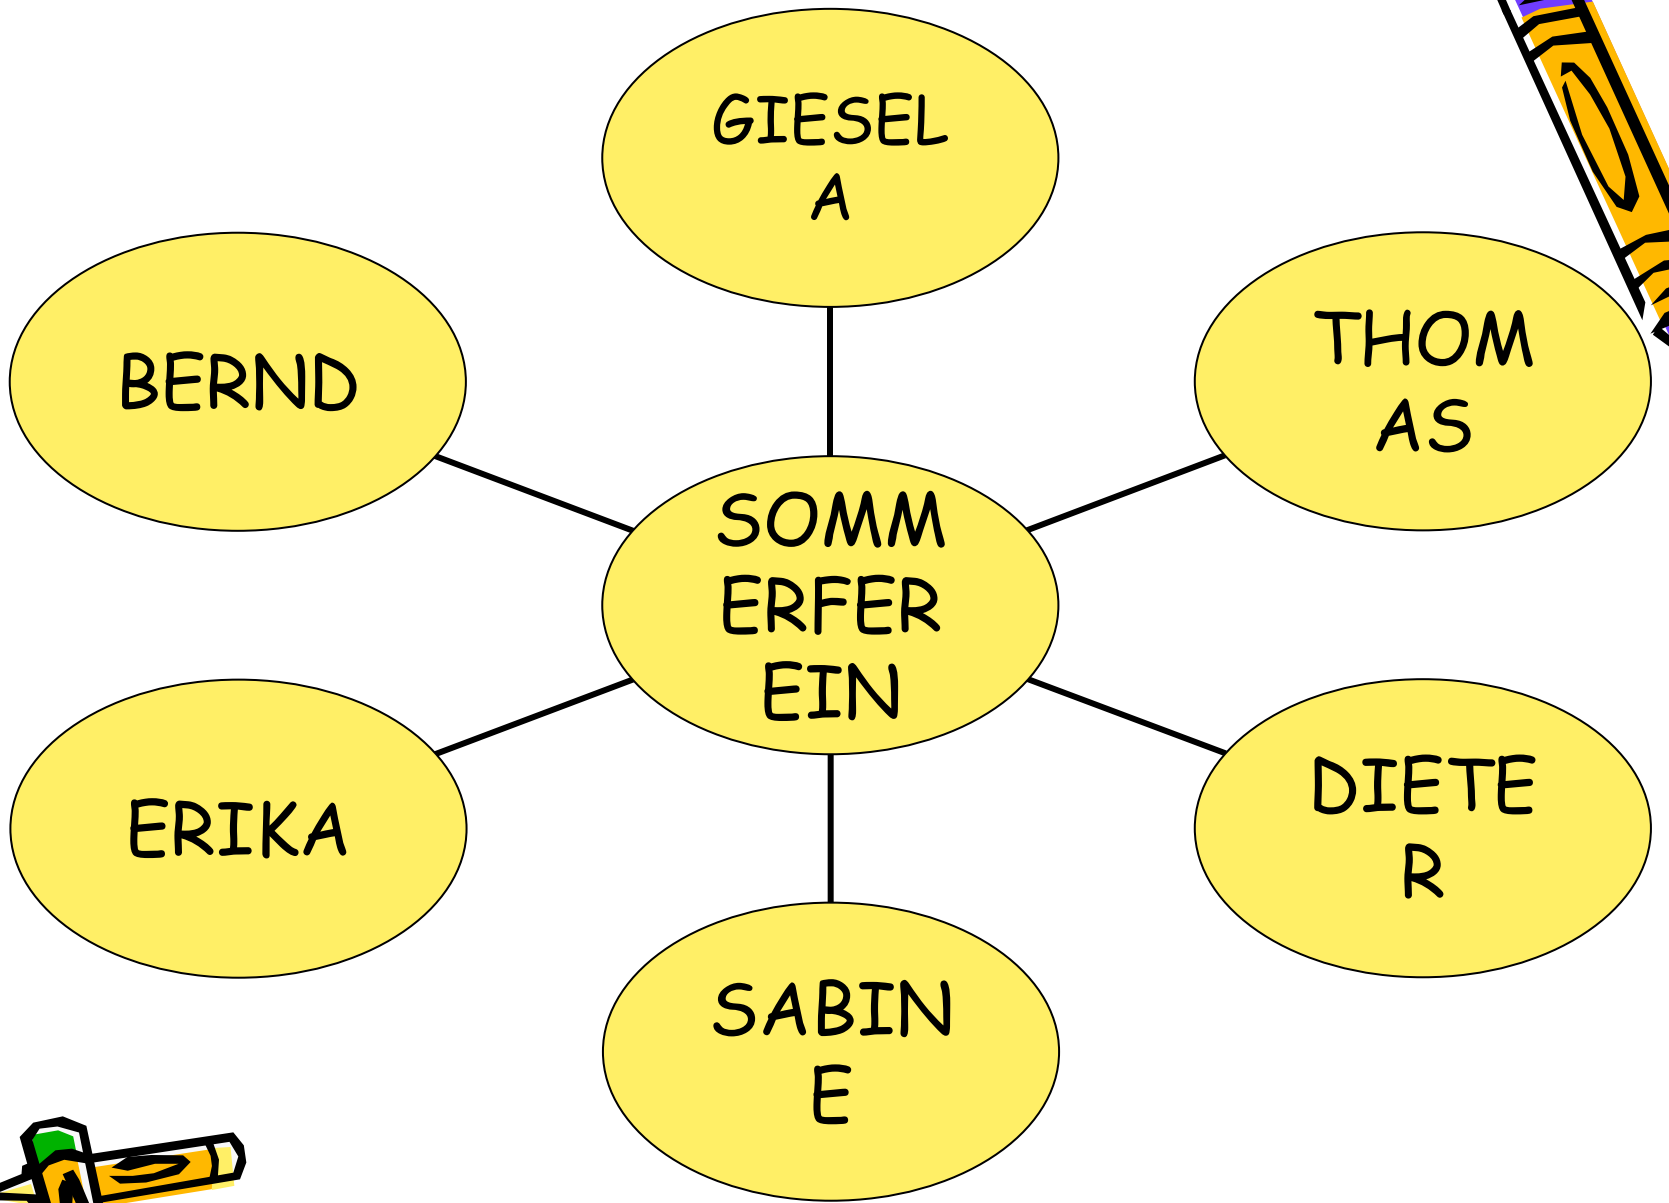 GIESEL
A
BERND
THOM
AS
SOMM
ERFER
EIN
ERIKA
DIETE
R
SABIN
E